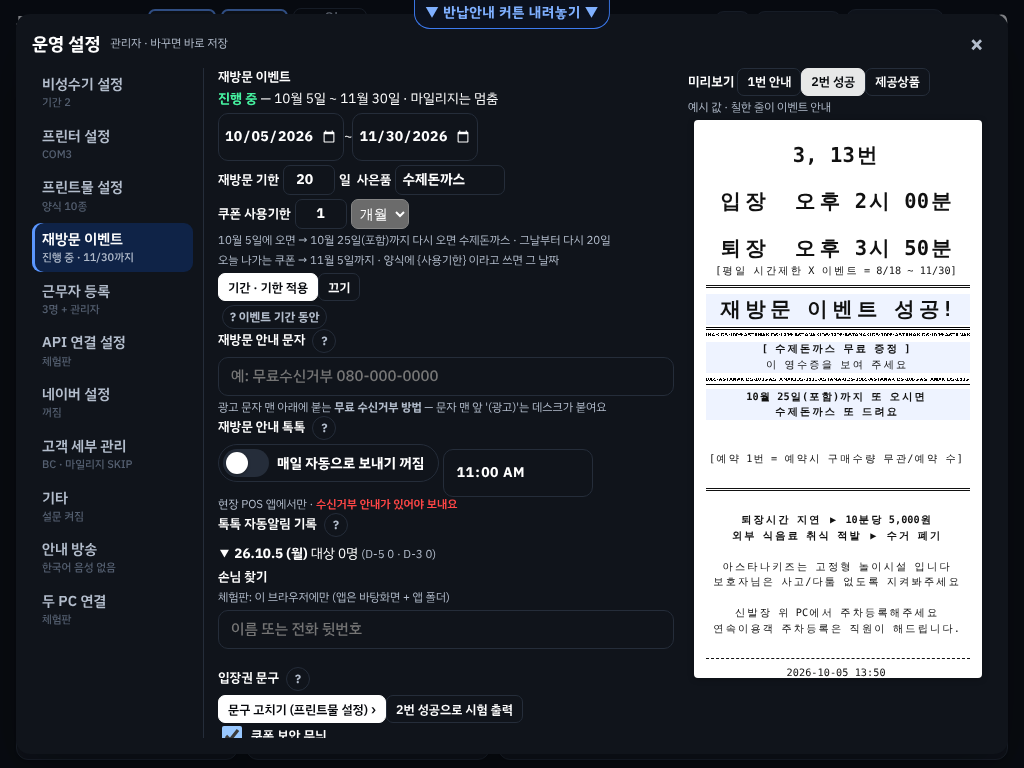 ▼ 반납안내 커튼 내려놓기 ▼
운영 설정 관리자 · 바꾸면 바로 저장 ×
비성수기 설정
기간 2
프린터 설정
COM3
프린트물 설정
양식 10종
재방문 이벤트
진행 중 · 11/30까지
근무자 등록
3명 + 관리자
API 연결 설정
체험판
네이버 설정
꺼짐
고객 세부 관리
BC · 마일리지 SKIP
기타
설문 켜짐
안내 방송
한국어 음성 없음
두 PC 연결
체험판
재방문 이벤트
진행 중 — 10월 5일 ~ 11월 30일 · 마일리지는 멈춤
10/05/2026 ~ 11/30/2026
재방문 기한 20 일 사은품 수제돈까스
쿠폰 사용기한 1 개월
10월 5일에 오면 → 10월 25일(포함)까지 다시 오면 수제돈까스 · 그날부터 다시 20일
오늘 나가는 쿠폰 → 11월 5일까지 · 양식에 {사용기한} 이라고 쓰면 그 날짜
기간 · 기한 적용 끄기
? 이벤트 기간 동안
재방문 안내 문자 ?
예: 무료수신거부 080-000-0000
광고 문자 맨 아래에 붙는 무료 수신거부 방법 — 문자 맨 앞 '(광고)'는 데스크가 붙여요
재방문 안내 톡톡 ?
매일 자동으로 보내기 꺼짐 11:00 AM
현장 POS 앱에서만 · 수신거부 안내가 있어야 보내요
톡톡 자동알림 기록 ?
▼ 26.10.5 (월) 대상 0명 (D-5 0 · D-3 0)
손님 찾기
체험판: 이 브라우저에만 (앱은 바탕화면 + 앱 폴더)
이름 또는 전화 뒷번호
입장권 문구 ?
문구 고치기 (프린트물 설정) › 2번 성공으로 시험 출력
쿠폰 보안 무늬
미리보기 1번 안내 2번 성공 제공상품
예시 값 · 칠한 줄이 이벤트 안내
3, 13번
입장 오후 2시 00분
퇴장 오후 3시 50분
[평일 시간제한 X 이벤트 = 8/18 ~ 11/30]
재방문 이벤트 성공!
[ 수제돈까스 무료 증정 ]
이 영수증을 보여 주세요
10월 25일(포함)까지 또 오시면
수제돈까스 또 드려요
[예약 1번 = 예약시 구매수량 무관/예약 수]
퇴장시간 지연 ▶ 10분당 5,000원
외부 식음료 취식 적발 ▶ 수거 폐기
아스타나키즈는 고정형 놀이시설 입니다
보호자님은 사고/다툼 없도록 지켜봐주세요
신발장 위 PC에서 주차등록해주세요
연속이용객 주차등록은 직원이 해드립니다.
2026-10-05 13:50